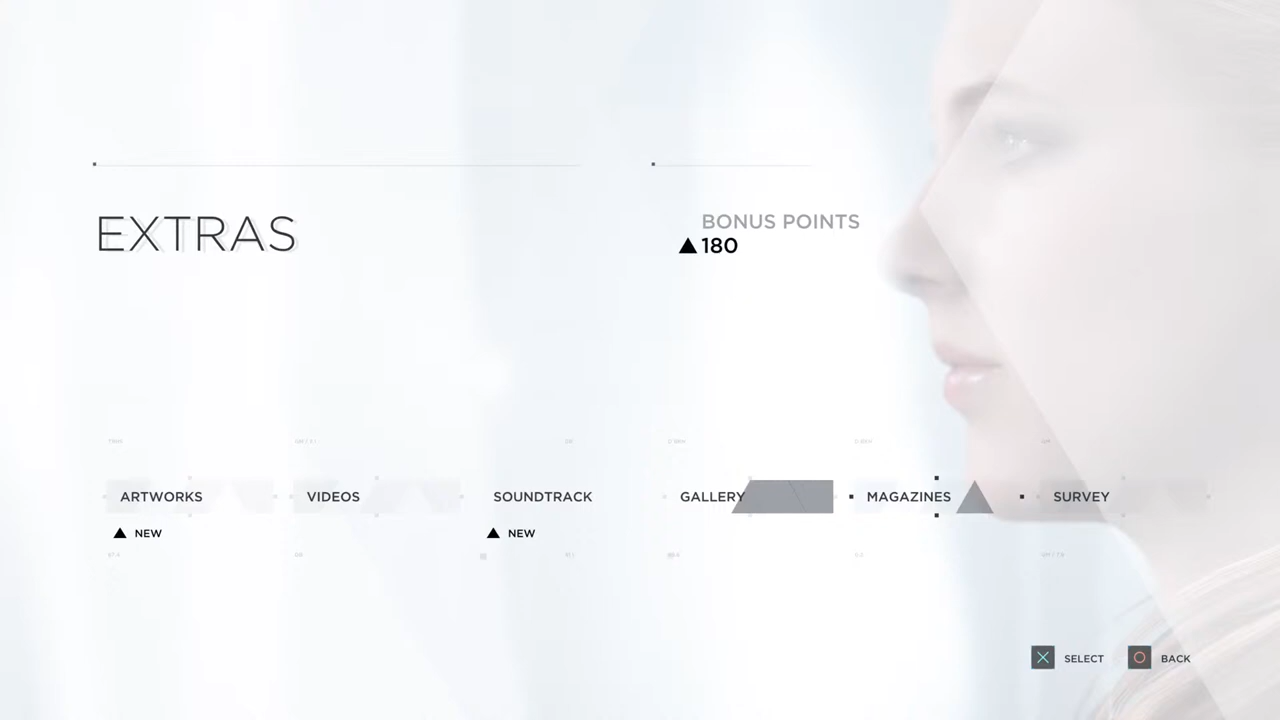 EXTRAS
BONUS POINTS
180
ARTWORKS
VIDEOS
SOUNDTRACK
GALLERY
MAGAZINES
SURVEY
NEW
NEW
SELECT
BACK